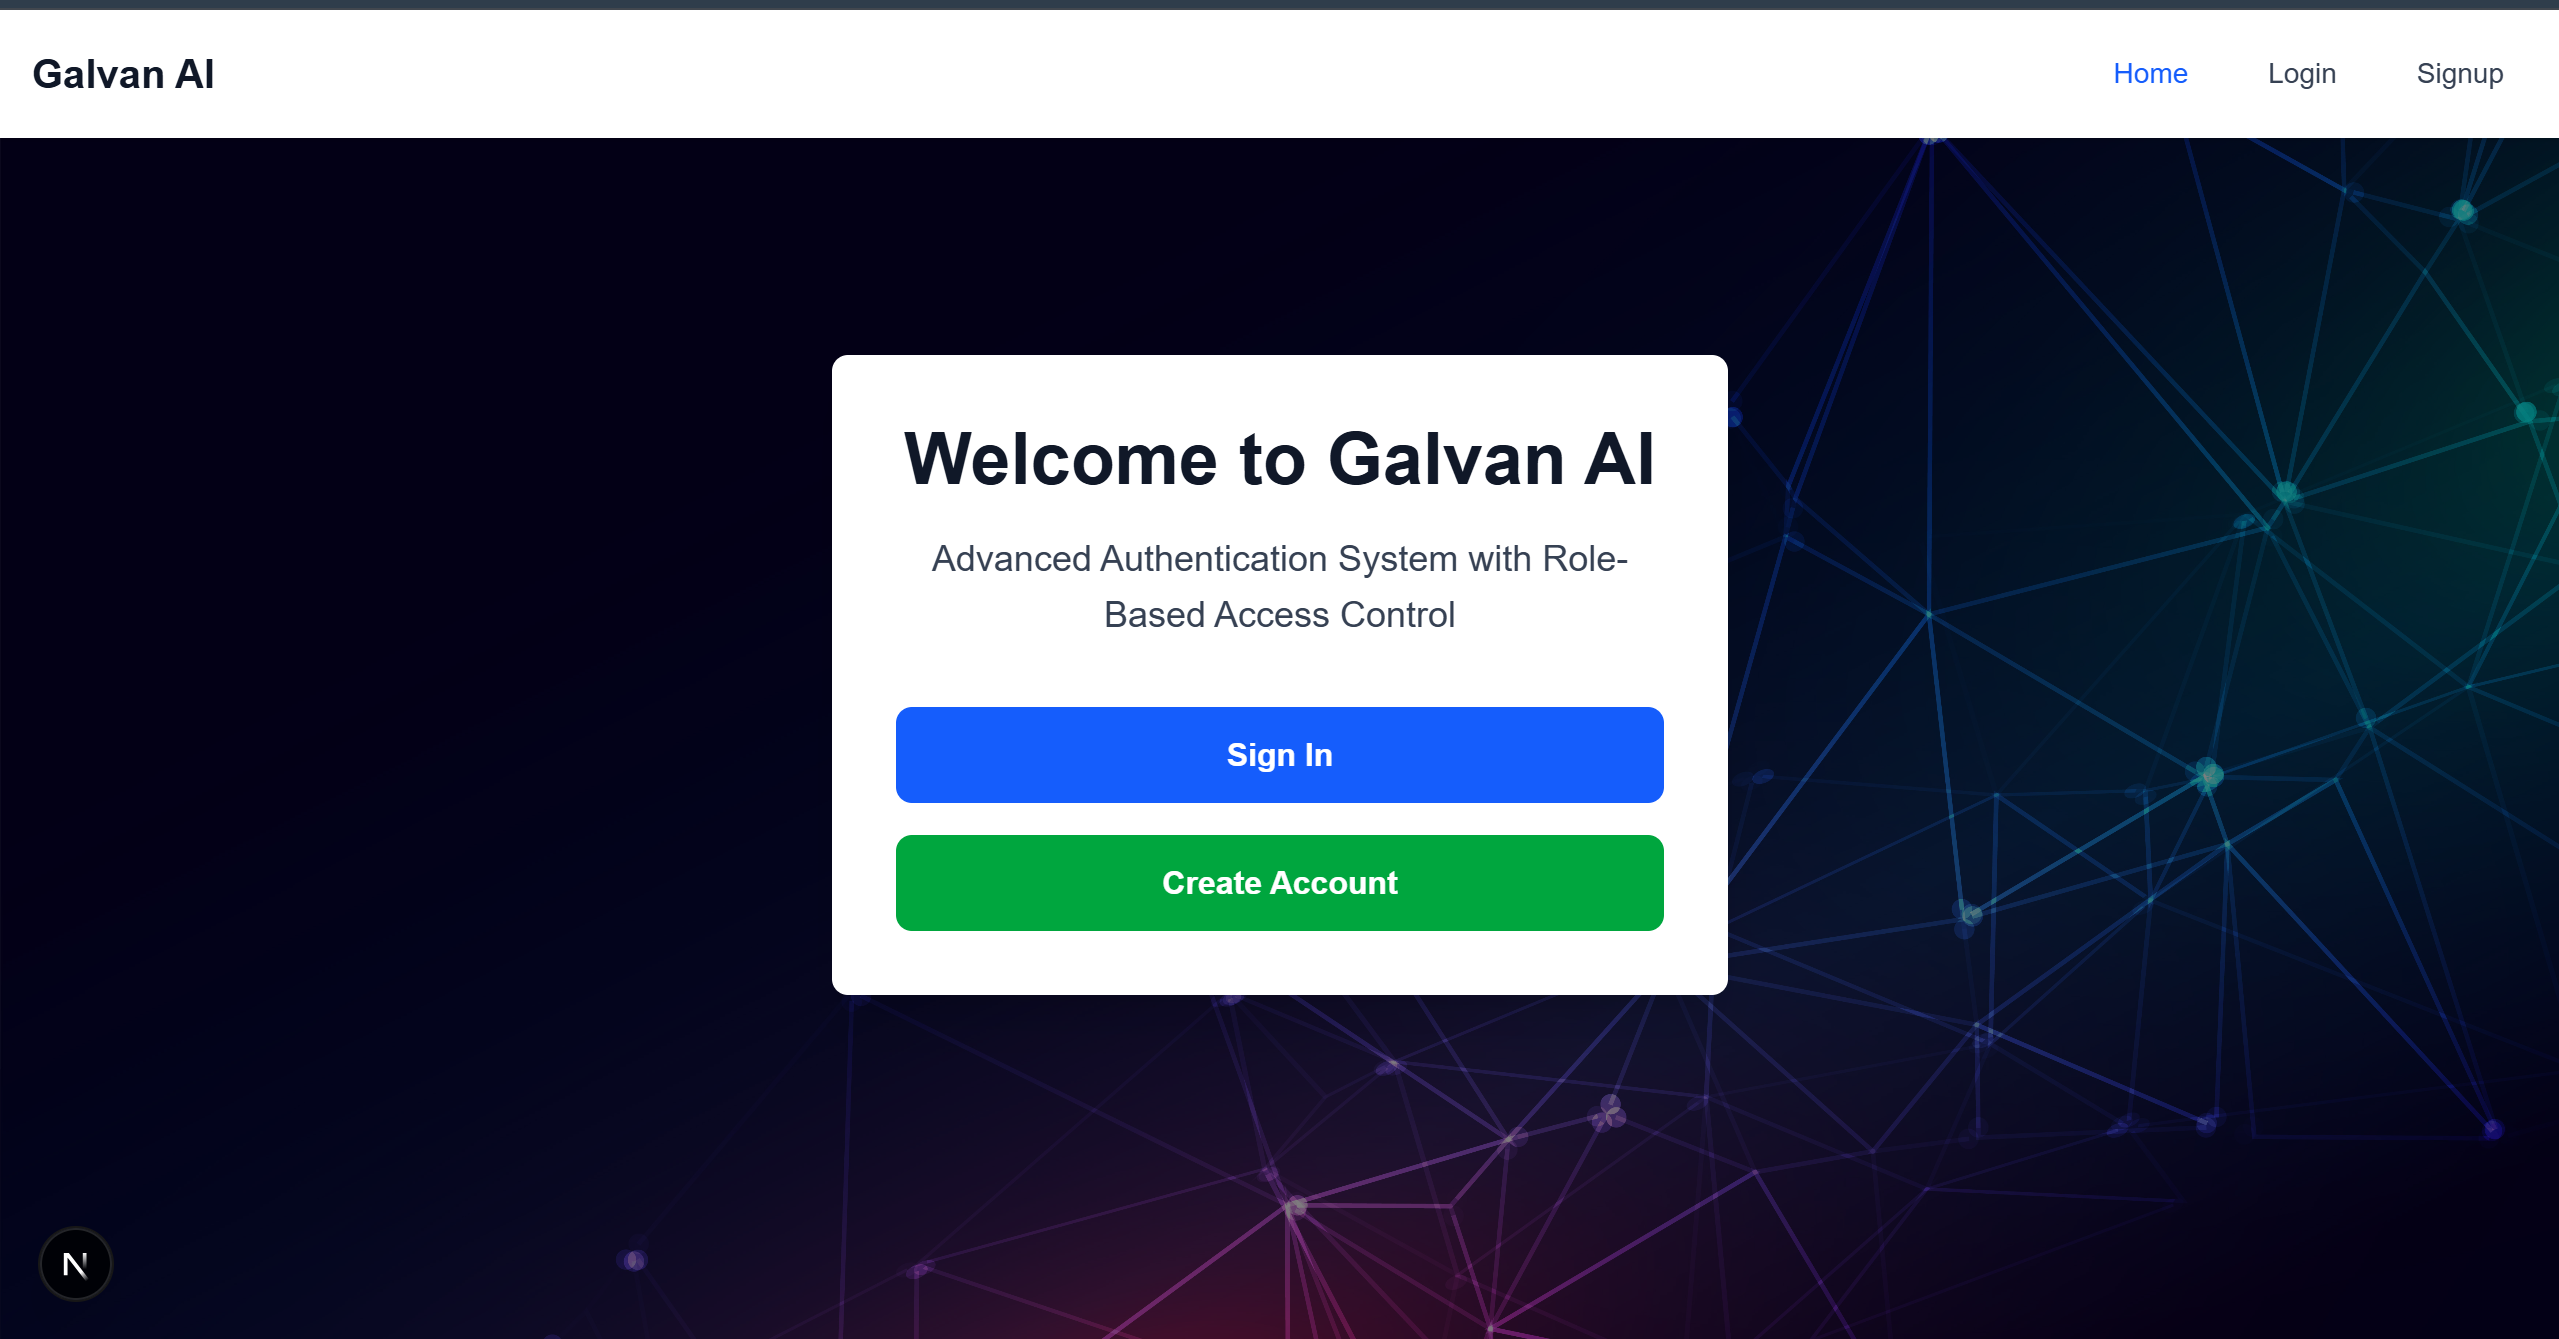 Galvan AI
Home Login Signup
Welcome to Galvan AI
Advanced Authentication System with Role-
Based Access Control
Sign In
Create Account
N